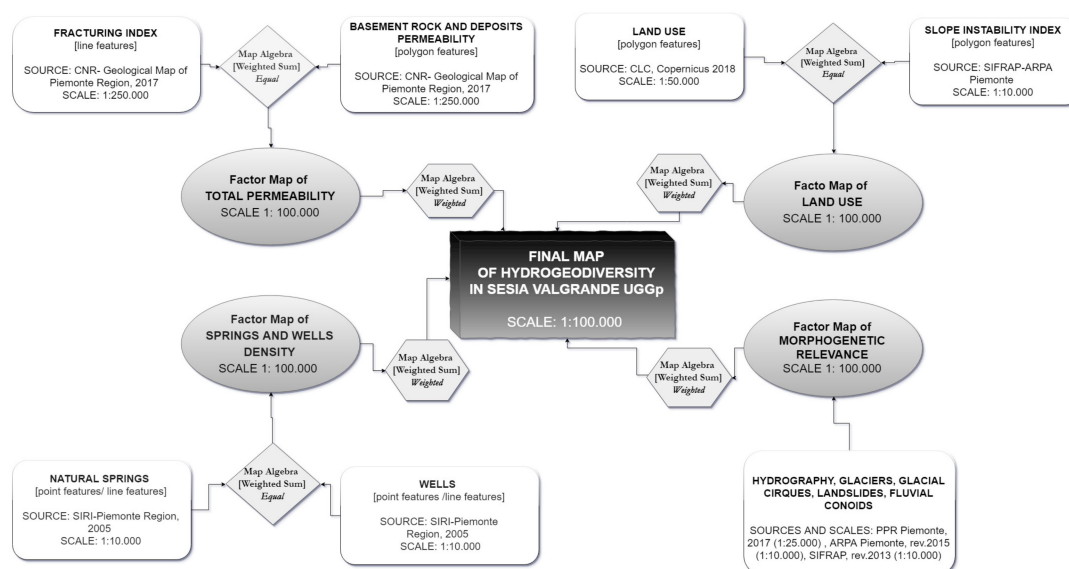 FRACTURING INDEX
[line features]
SOURCE: CNR- Geological Map of
Piemonte Region, 2017
SCALE: 1:250.000
Map Algebra
[Weighted Sum]
Equal
BASEMENT ROCK AND DEPOSITS
PERMEABILITY
[polygon features]
SOURCE: CNR- Geological Map of
Piemonte Region, 2017
SCALE: 1:250.000
LAND USE
[polygon features]
SOURCE: CLC, Copernicus 2018
SCALE: 1:50.000
Map Algebra
[Weighted Sum]
Equal
SLOPE INSTABILITY INDEX
[polygon features]
SOURCE: SIFRAP-ARPA
Piemonte
SCALE: 1:10.000
Factor Map of
TOTAL PERMEABILITY
SCALE 1: 100.000
Map Algebra
[Weighted Sum]
Weighted
Map Algebra
[Weighted Sum]
Weighted
Facto Map of
LAND USE
SCALE 1: 100.000
FINAL MAP
OF HYDROGEODIVERSITY
IN SESIA VALGRANDE UGGp
SCALE: 1:100.000
Factor Map of
SPRINGS AND WELLS
DENSITY
SCALE 1: 100.000
Map Algebra
[Weighted Sum]
Weighted
Map Algebra
[Weighted Sum]
Weighted
Factor Map of
MORPHOGENETIC
RELEVANCE
SCALE 1: 100.000
NATURAL SPRINGS
[point features/ line features]
SOURCE: SIRI-Piemonte Region,
2005
SCALE: 1:10.000
Map Algebra
[Weighted Sum]
Equal
WELLS
[point features /line features]
SOURCE: SIRI-Piemonte
Region, 2005
SCALE: 1:10.000
HYDROGRAPHY, GLACIERS, GLACIAL
CIRQUES, LANDSLIDES, FLUVIAL
CONOIDS
SOURCES AND SCALES: PPR Piemonte,
2017 (1:25.000) , ARPA Piemonte, rev.2015
(1:10.000), SIFRAP, rev.2013 (1:10.000)